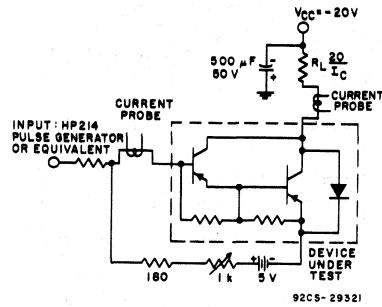 VCC = -20V
500 µF
50 V
-
+
RL 20/IC
CURRENT
PROBE
CURRENT
PROBE
INPUT: HP214
PULSE GENERATOR
OR EQUIVALENT
DEVICE
UNDER
TEST
180
1 k
+
-
5 V
92CS-29321